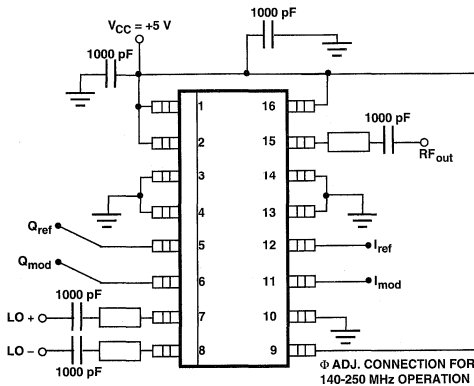 1000 pF
V_CC = +5 V
1000 pF
1 16
1000 pF
2 15
RF_out
3 14
4 13
Q_ref 5 12 I_ref
Q_mod 6 11 I_mod
1000 pF
LO + 7 10
LO − 8 9
1000 pF
Φ ADJ. CONNECTION FOR
140-250 MHz OPERATION